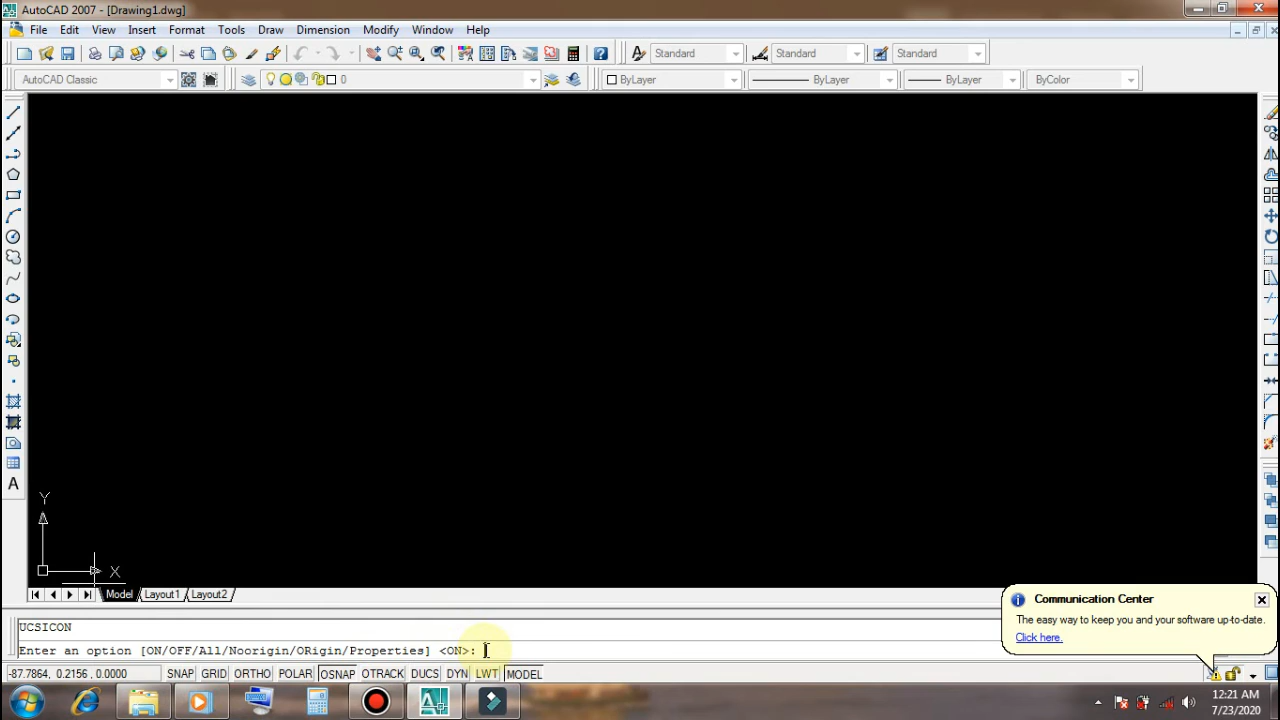 AutoCAD 2007 - [Drawing1.dwg]
File Edit View Insert Format Tools Draw Dimension Modify Window Help
Standard Standard Standard
AutoCAD Classic 0 ByLayer ByLayer ByLayer ByColor
A
Y
X
Model Layout1 Layout2
Communication Center
The easy way to keep you and your software up-to-date.
Click here.
UCSICON
Enter an option [ON/OFF/All/Noorigin/ORigin/Properties] <ON>:
-87.7864, 0.2156, 0.0000 SNAP GRID ORTHO POLAR OSNAP OTRACK DUCS DYN LWT MODEL
12:21 AM
7/23/2020